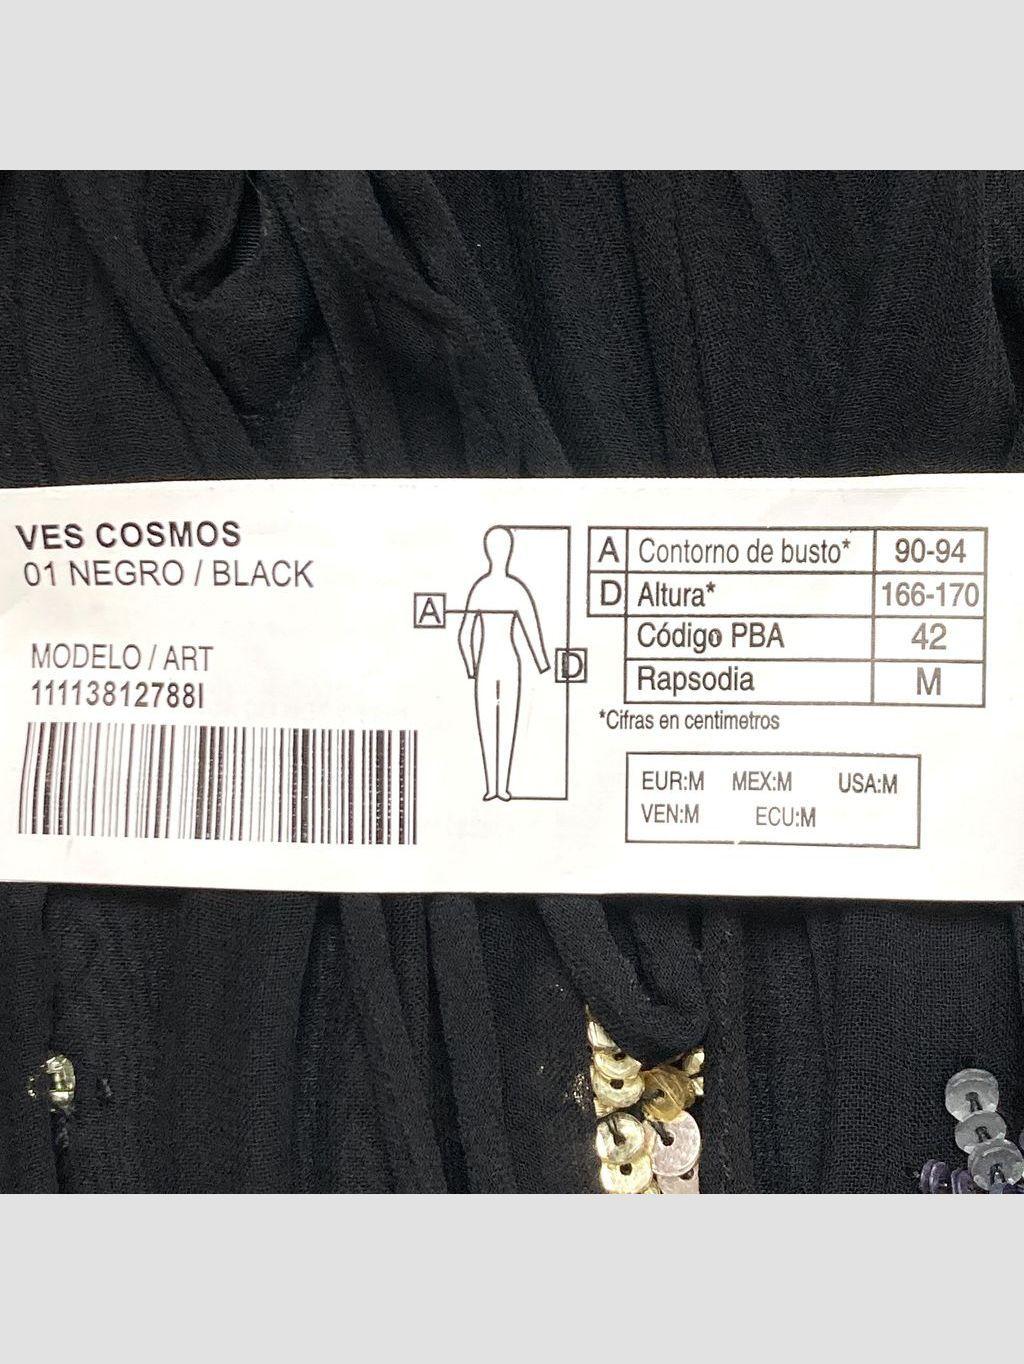 VES COSMOS
01 NEGRO / BLACK
MODELO / ART
11113812788I
A
D
A Contorno de busto* 90-94
D Altura* 166-170
Código PBA 42
Rapsodia M
*Cifras en centimetros
EUR:M MEX:M USA:M
VEN:M ECU:M